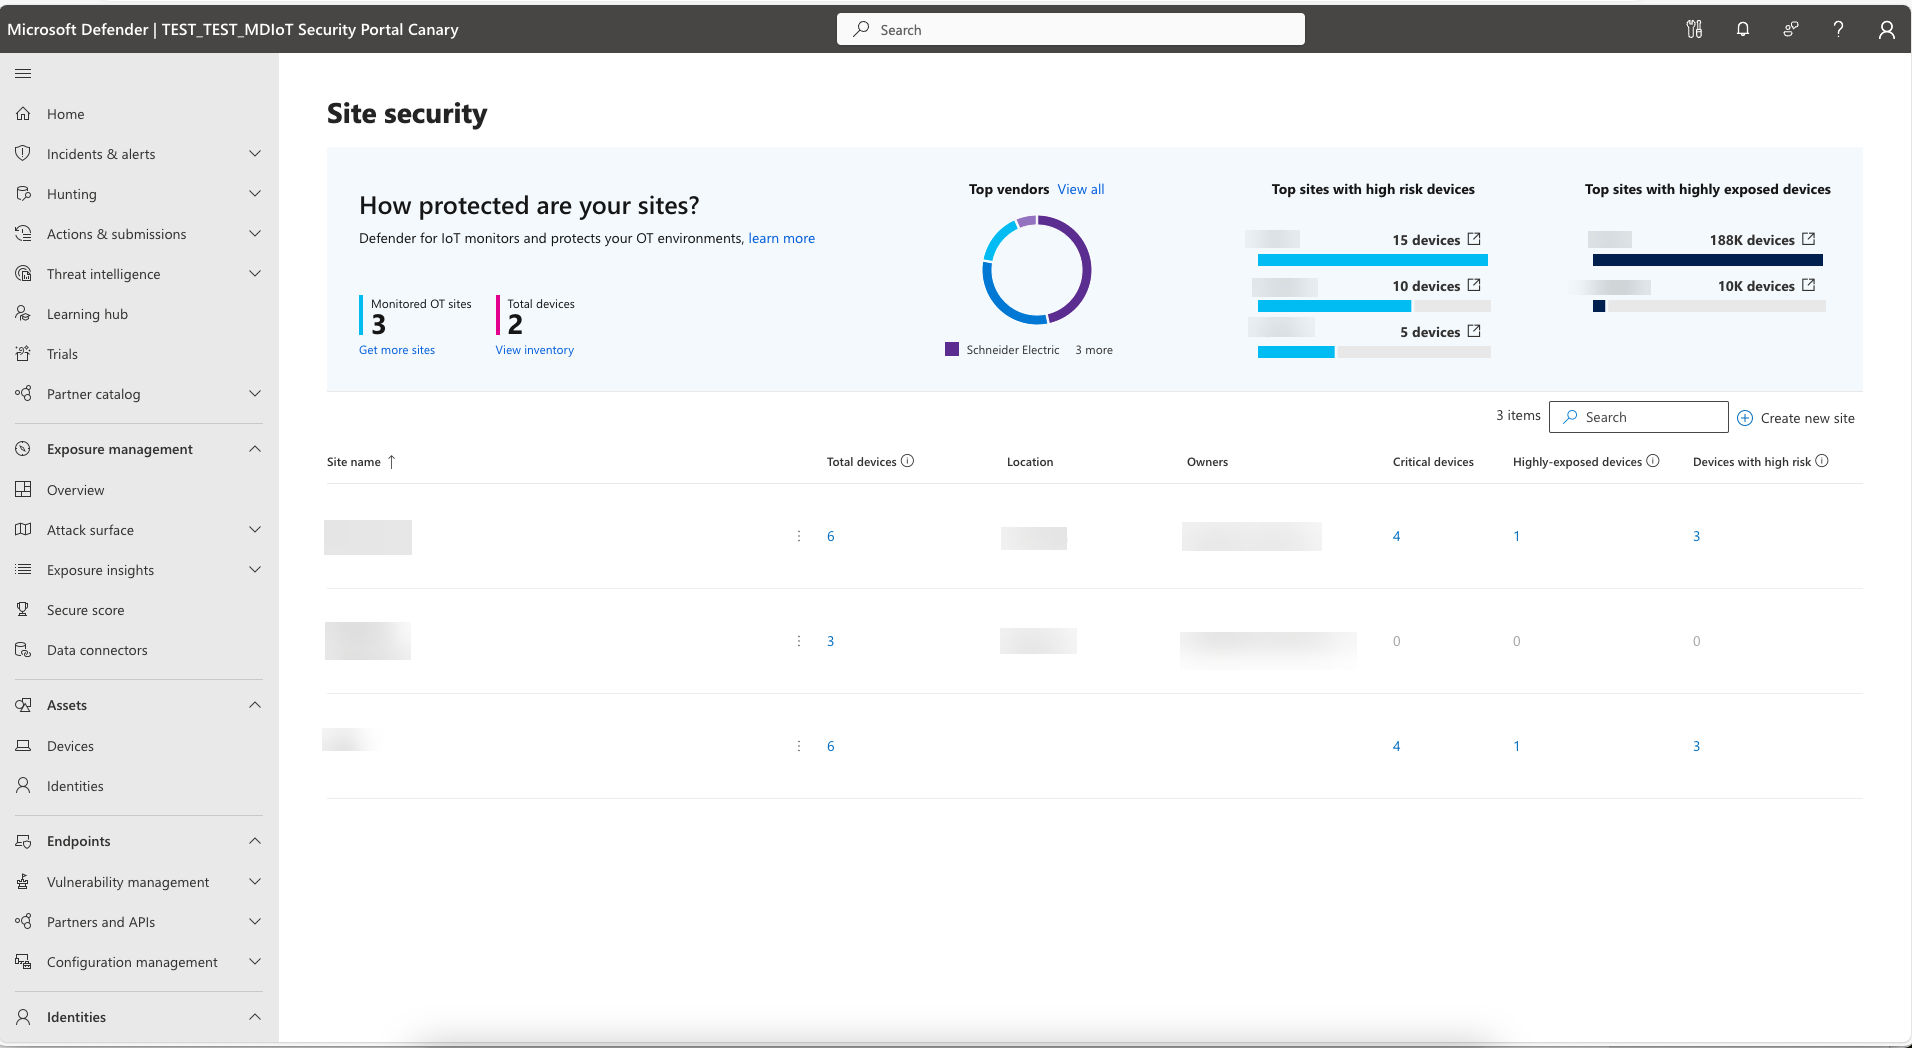 Microsoft Defender | TEST_TEST_MDIoT Security Portal Canary
Search
Home
Incidents & alerts
Hunting
Actions & submissions
Threat intelligence
Learning hub
Trials
Partner catalog
Exposure management
Overview
Attack surface
Exposure insights
Secure score
Data connectors
Assets
Devices
Identities
Endpoints
Vulnerability management
Partners and APIs
Configuration management
Identities
Site security
How protected are your sites?
Defender for IoT monitors and protects your OT environments, learn more
Monitored OT sites
3
Get more sites
Total devices
2
View inventory
Top vendors View all
Schneider Electric 3 more
Top sites with high risk devices
15 devices
10 devices
5 devices
Top sites with highly exposed devices
188K devices
10K devices
3 items Search Create new site
Site name Total devices Location Owners Critical devices Highly-exposed devices Devices with high risk
6 4 1 3
3 0 0 0
6 4 1 3